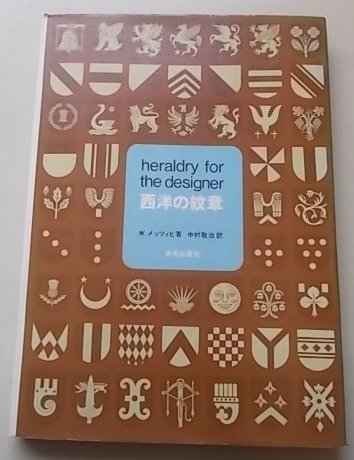 heraldry for
the designer
西洋の紋章
W. メッツィヒ 著　中村敬治 訳
美術出版社